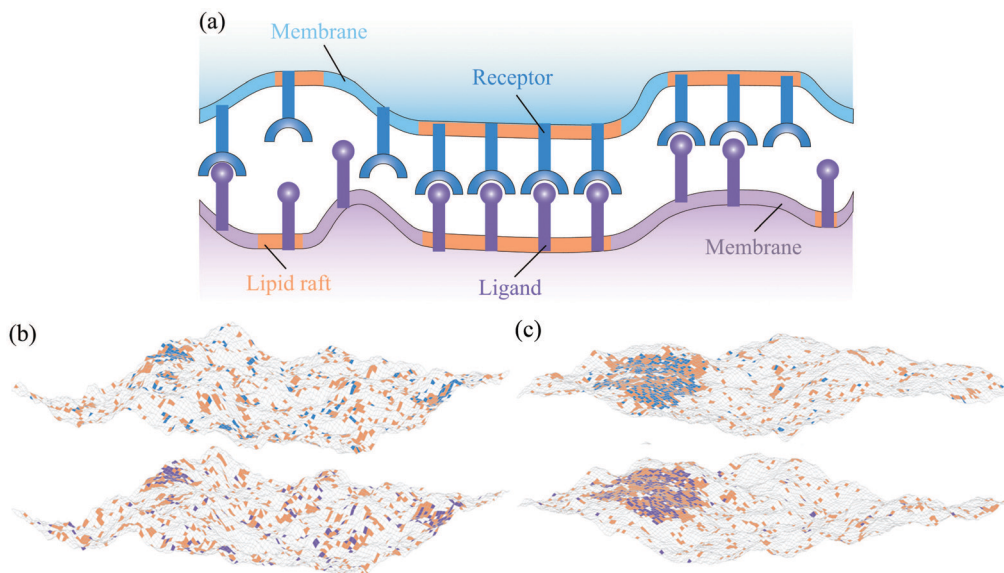 (a)
Membrane
Receptor
Membrane
Lipid raft
Ligand
(b)
(c)